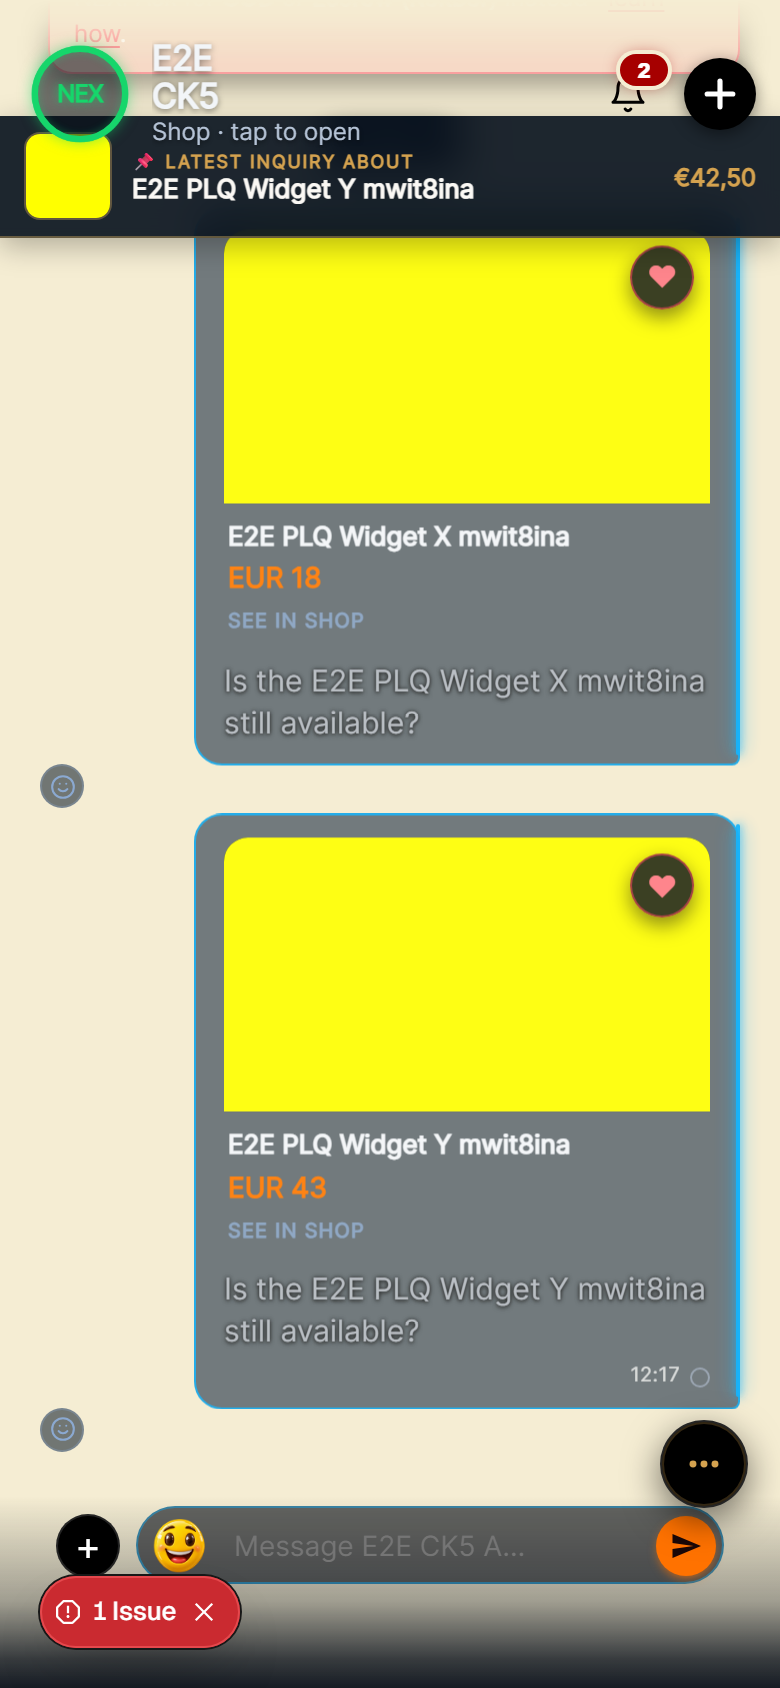 how.
E2E
CK5
NEX
2
Shop · tap to open
📌 LATEST INQUIRY ABOUT
E2E PLQ Widget Y mwit8ina
€42,50
E2E PLQ Widget X mwit8ina
EUR 18
SEE IN SHOP
Is the E2E PLQ Widget X mwit8ina
still available?
E2E PLQ Widget Y mwit8ina
EUR 43
SEE IN SHOP
Is the E2E PLQ Widget Y mwit8ina
still available?
12:17
Message E2E CK5 A...
1 Issue